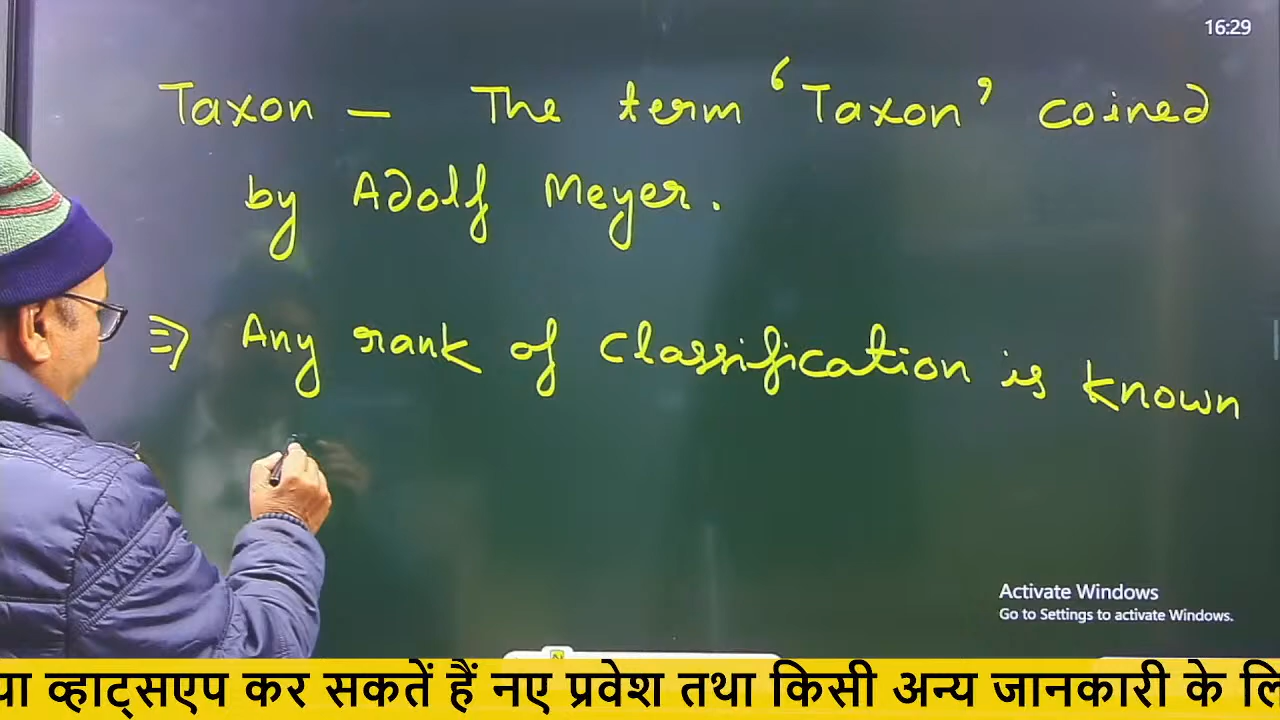 16:29
Taxon — The term ‘Taxon’ coined
by Adolf Meyer.
⇒ Any rank of classification is known
Activate Windows
Go to Settings to activate Windows.
या व्हाट्सएप कर सकतें हैं नए प्रवेश तथा किसी अन्य जानकारी के लि